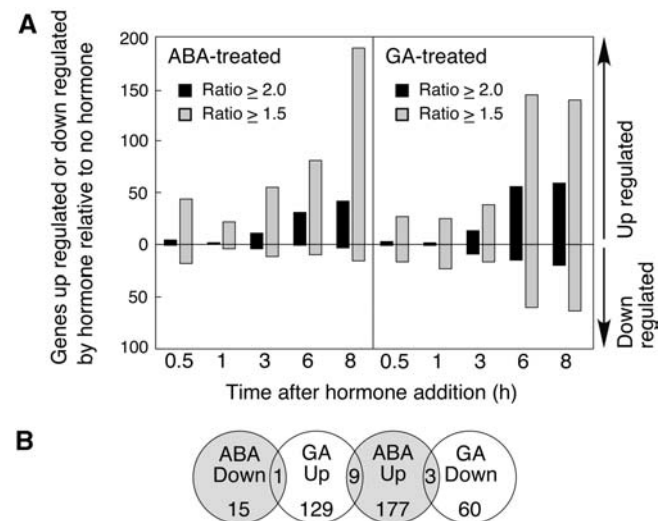 A
Genes up regulated or down regulated
by hormone relative to no hormone
200
150
100
50
0
50
100
ABA-treated
Ratio ≥ 2.0
Ratio ≥ 1.5
GA-treated
Ratio ≥ 2.0
Ratio ≥ 1.5
Up regulated
Down
regulated
0.5 1 3 6 8 0.5 1 3 6 8
Time after hormone addition (h)
B
ABA
Down
15
1
GA
Up
129
9
ABA
Up
177
3
GA
Down
60